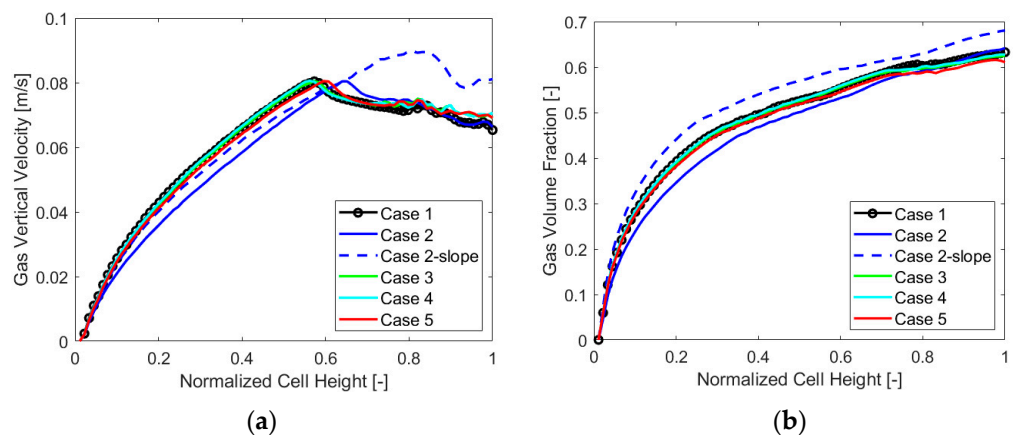 0.1
0.08
0.06
0.04
0.02
0
Gas Vertical Velocity [m/s]
Case 1
Case 2
Case 2-slope
Case 3
Case 4
Case 5
0 0.2 0.4 0.6 0.8 1
Normalized Cell Height [-]
(a)
0.7
0.6
0.5
0.4
0.3
0.2
0.1
0
Gas Volume Fraction [-]
Case 1
Case 2
Case 2-slope
Case 3
Case 4
Case 5
0 0.2 0.4 0.6 0.8 1
Normalized Cell Height [-]
(b)